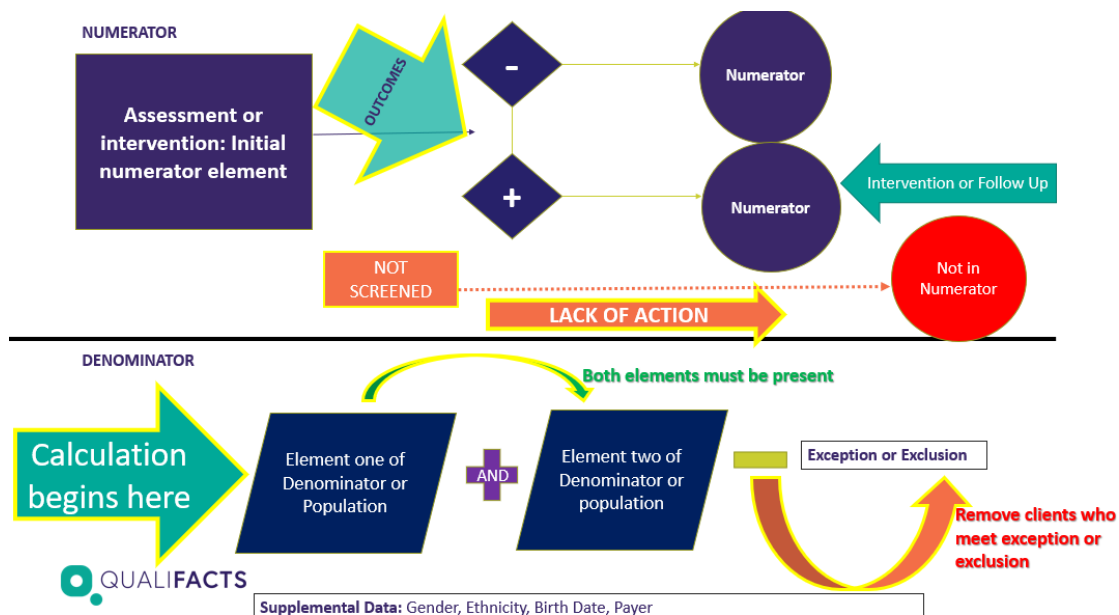 NUMERATOR
Assessment or
intervention: Initial
numerator element
OUTCOMES
-
+
Numerator
Numerator
Intervention or Follow Up
NOT
SCREENED
LACK OF ACTION
Not in
Numerator
DENOMINATOR
Both elements must be present
Calculation
begins here
Element one of
Denominator or
Population
AND
Element two of
Denominator or
population
Exception or Exclusion
Remove clients who
meet exception or
exclusion
QUALIFACTS
Supplemental Data: Gender, Ethnicity, Birth Date, Payer